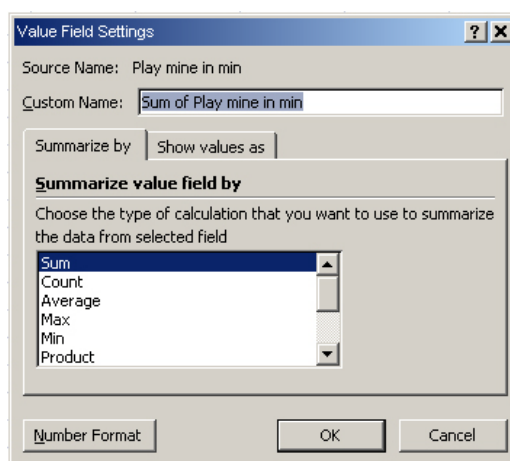 Value Field Settings ? X
Source Name: Play mine in min
Custom Name: Sum of Play mine in min
Summarize by Show values as
Summarize value field by
Choose the type of calculation that you want to use to summarize
the data from selected field
Sum
Count
Average
Max
Min
Product
Number Format OK Cancel